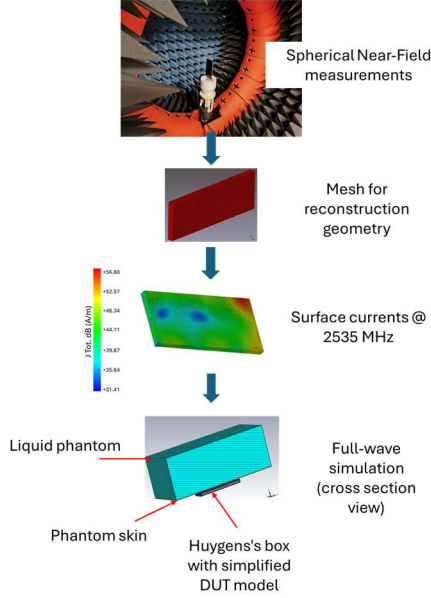 Spherical Near-Field
measurements
Mesh for
reconstruction
geometry
J Tot. dB (A/m)
+56.80
+52.57
+48.34
+44.11
+39.87
+35.64
+31.41
Surface currents @
2535 MHz
Liquid phantom
Full-wave
simulation
(cross section
view)
Phantom skin
Huygens's box
with simplified
DUT model